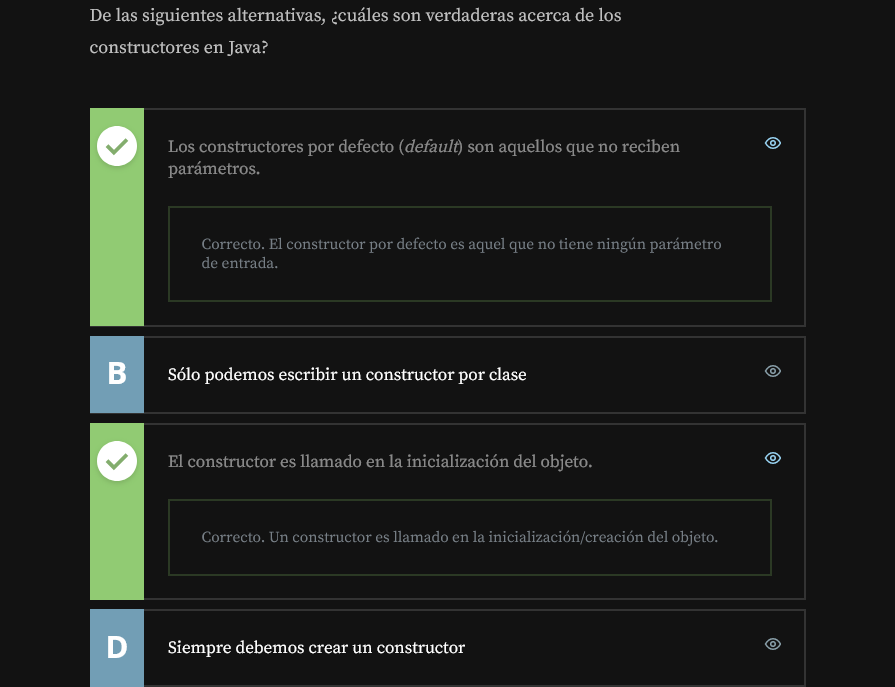 De las siguientes alternativas, ¿cuáles son verdaderas acerca de los
constructores en Java?
Los constructores por defecto (default) son aquellos que no reciben
parámetros.
Correcto. El constructor por defecto es aquel que no tiene ningún parámetro
de entrada.
B
Sólo podemos escribir un constructor por clase
El constructor es llamado en la inicialización del objeto.
Correcto. Un constructor es llamado en la inicialización/creación del objeto.
D
Siempre debemos crear un constructor